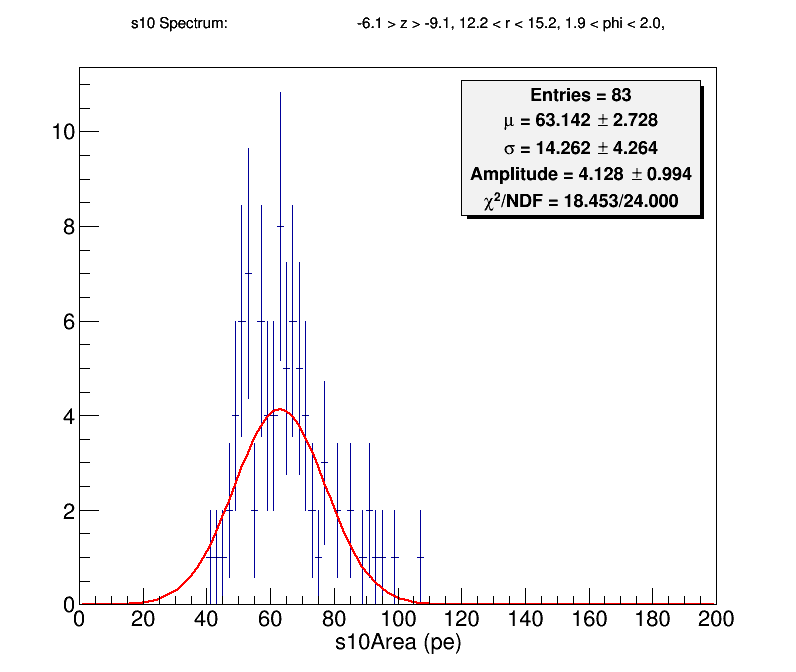 s10 Spectrum: -6.1 > z > -9.1, 12.2 < r < 15.2, 1.9 < phi < 2.0,
Entries = 83
μ = 63.142 ± 2.728
σ = 14.262 ± 4.264
Amplitude = 4.128 ± 0.994
χ²/NDF = 18.453/24.000
10
8
6
4
2
0
0 20 40 60 80 100 120 140 160 180 200
s10Area (pe)